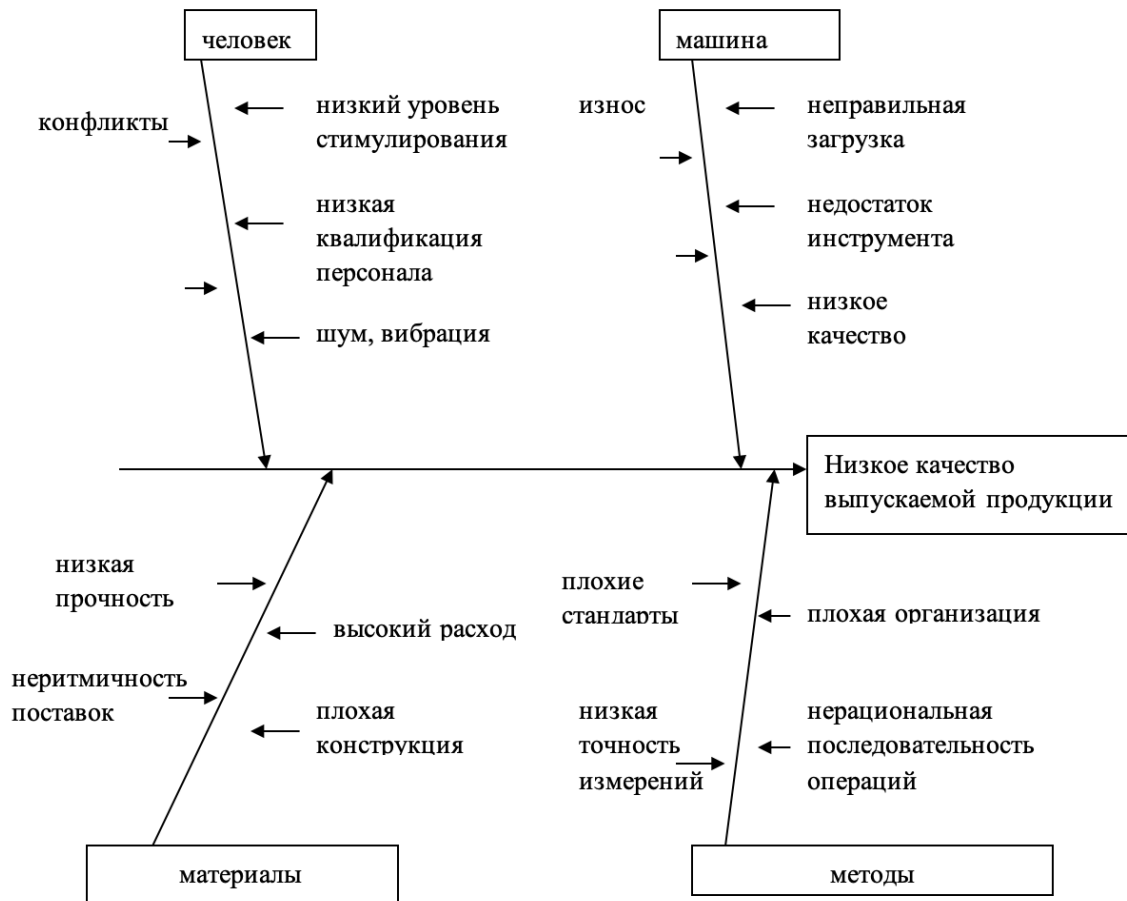 человек
машина
конфликты
низкий уровень
стимулирования
износ
неправильная
загрузка
низкая
квалификация
персонала
недостаток
инструмента
шум, вибрация
низкое
качество
Низкое качество
выпускаемой продукции
низкая
прочность
высокий расход
плохие
стандарты
плохая организация
неритмичность
поставок
плохая
конструкция
низкая
точность
измерений
нерациональная
последовательность
операций
материалы
методы